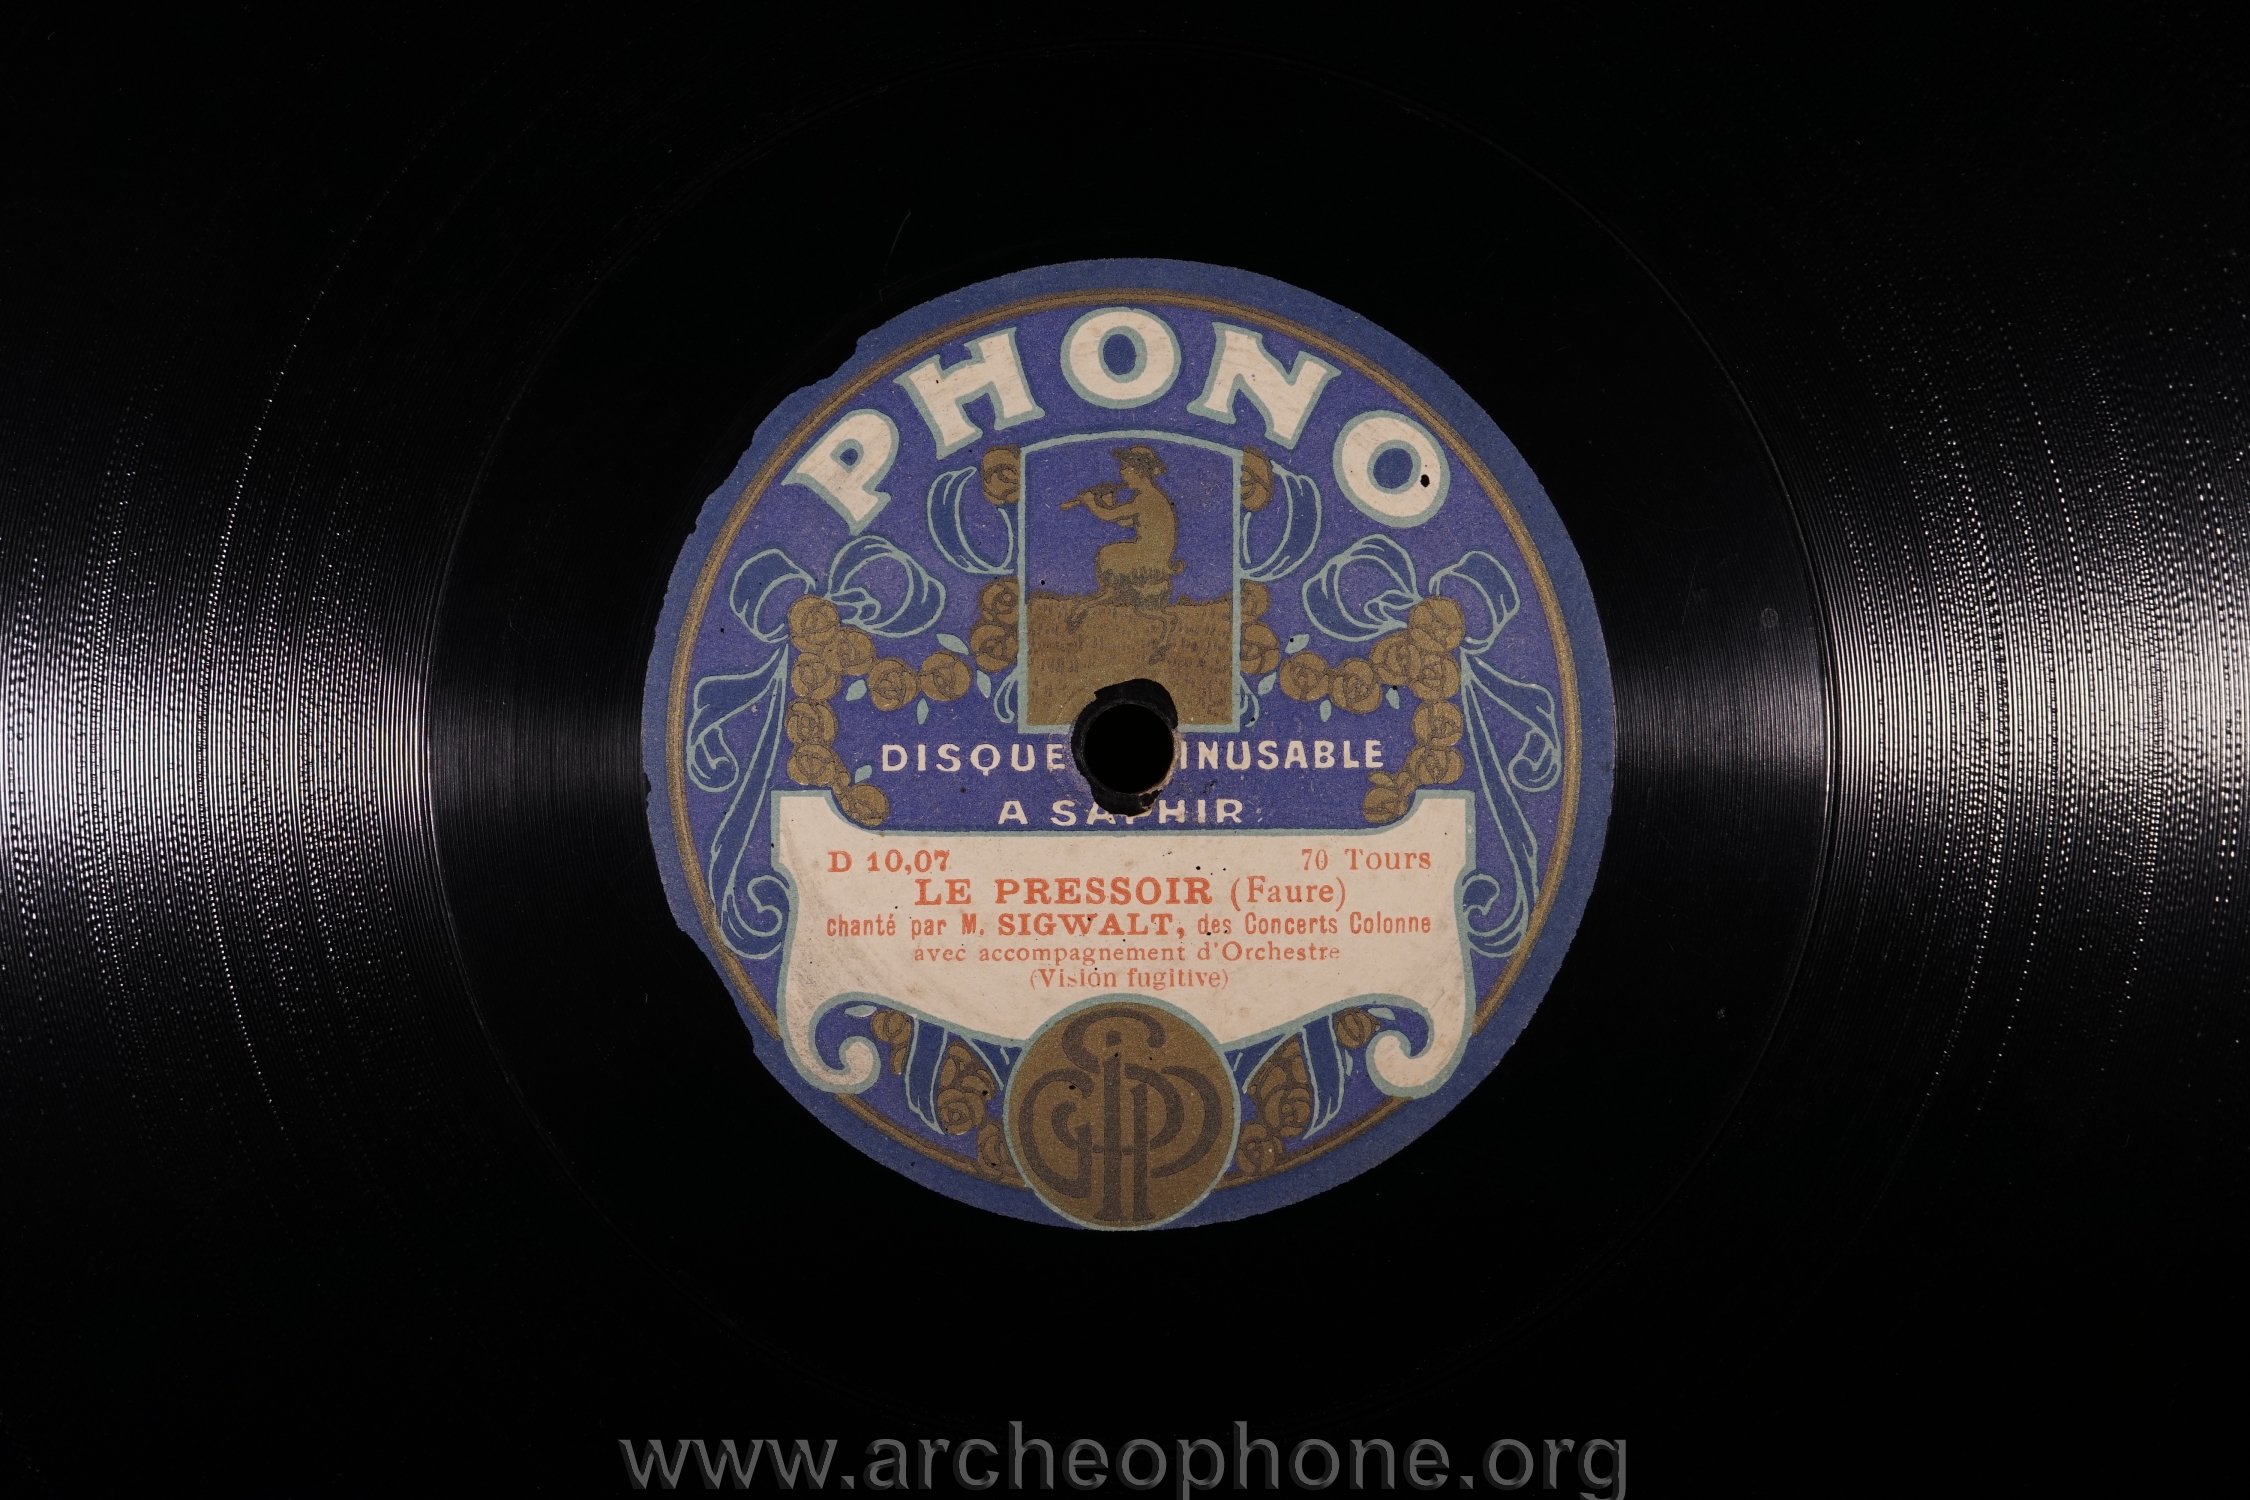 PHONO
DISQUE INUSABLE
A SAPHIR
D 10,07 70 Tours
LE PRESSOIR (Faure)
chanté par M. SIGWALT, des Concerts Colonne
avec accompagnement d'Orchestre
(Vision fugitive)
www.archeophone.org